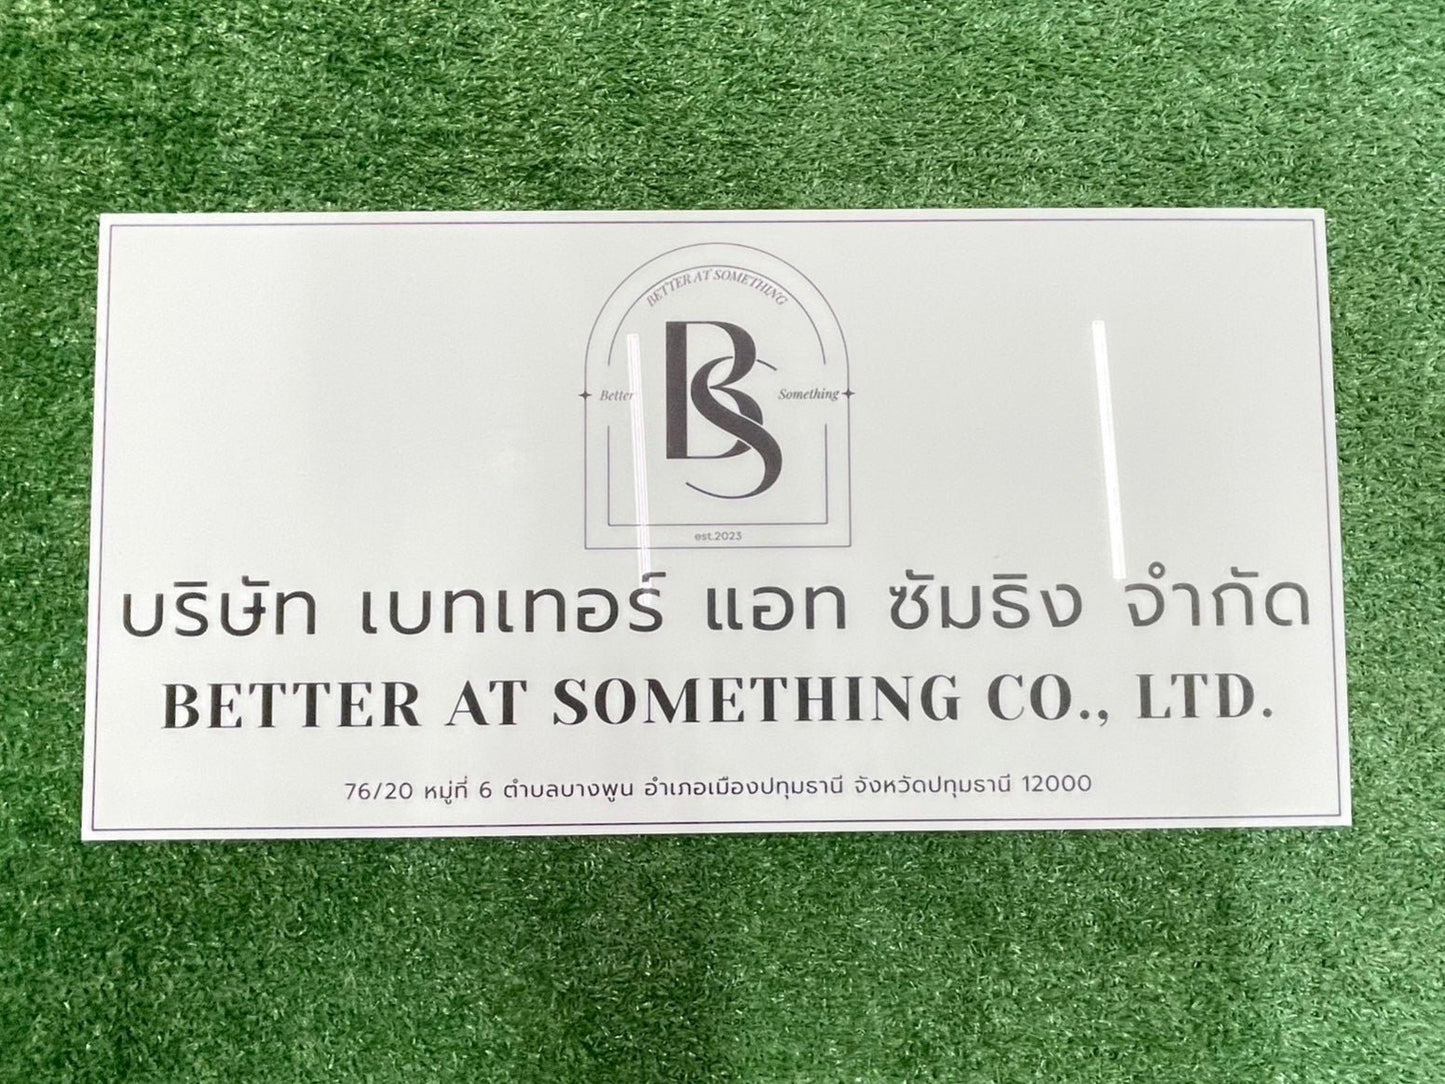 BETTER AT SOMETHING
BS
Better Something
est.2023
บริษัท เบทเทอร์ แอท ซัมธิง จำกัด
BETTER AT SOMETHING CO., LTD.
76/20 หมู่ที่ 6 ตำบลบางพูน อำเภอเมืองปทุมธานี จังหวัดปทุมธานี 12000